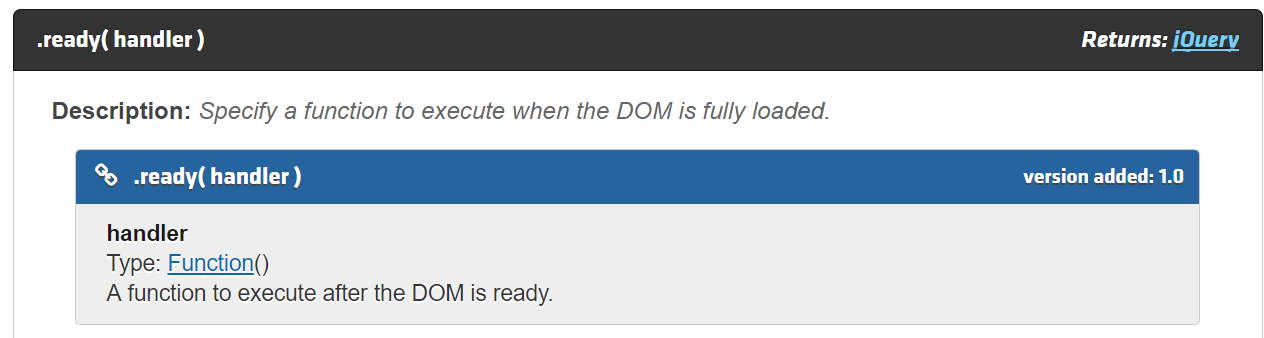 .ready( handler ) Returns: jQuery
Description: Specify a function to execute when the DOM is fully loaded.
.ready( handler ) version added: 1.0
handler
Type: Function()
A function to execute after the DOM is ready.